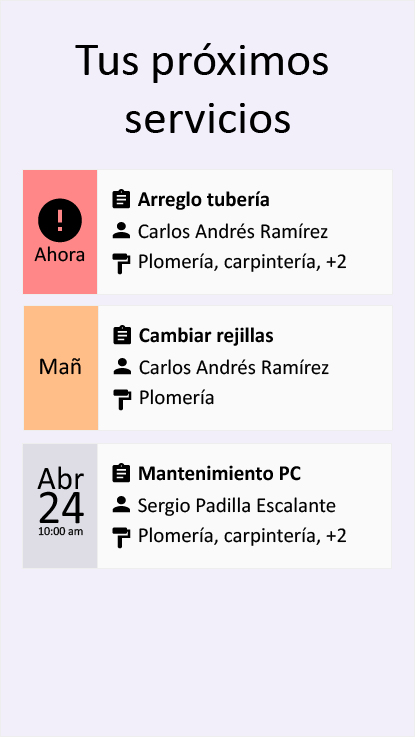 Tus próximos
servicios
Ahora
Arreglo tubería
Carlos Andrés Ramírez
Plomería, carpintería, +2
Mañ
Cambiar rejillas
Carlos Andrés Ramírez
Plomería
Abr
24
10:00 am
Mantenimiento PC
Sergio Padilla Escalante
Plomería, carpintería, +2